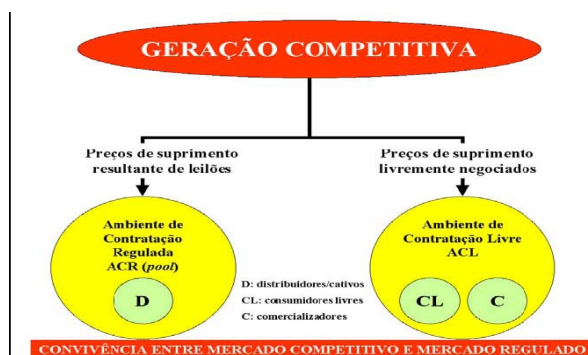 GERAÇÃO COMPETITIVA
Preços de suprimento
resultante de leilões
Preços de suprimento
livremente negociados
Ambiente de
Contratação
Regulada
ACR (pool)
D
D: distribuidores/cativos
CL: consumidores livres
C: comercializadores
Ambiente de
Contratação Livre
ACL
CL
C
CONVIVÊNCIA ENTRE MERCADO COMPETITIVO E MERCADO REGULADO